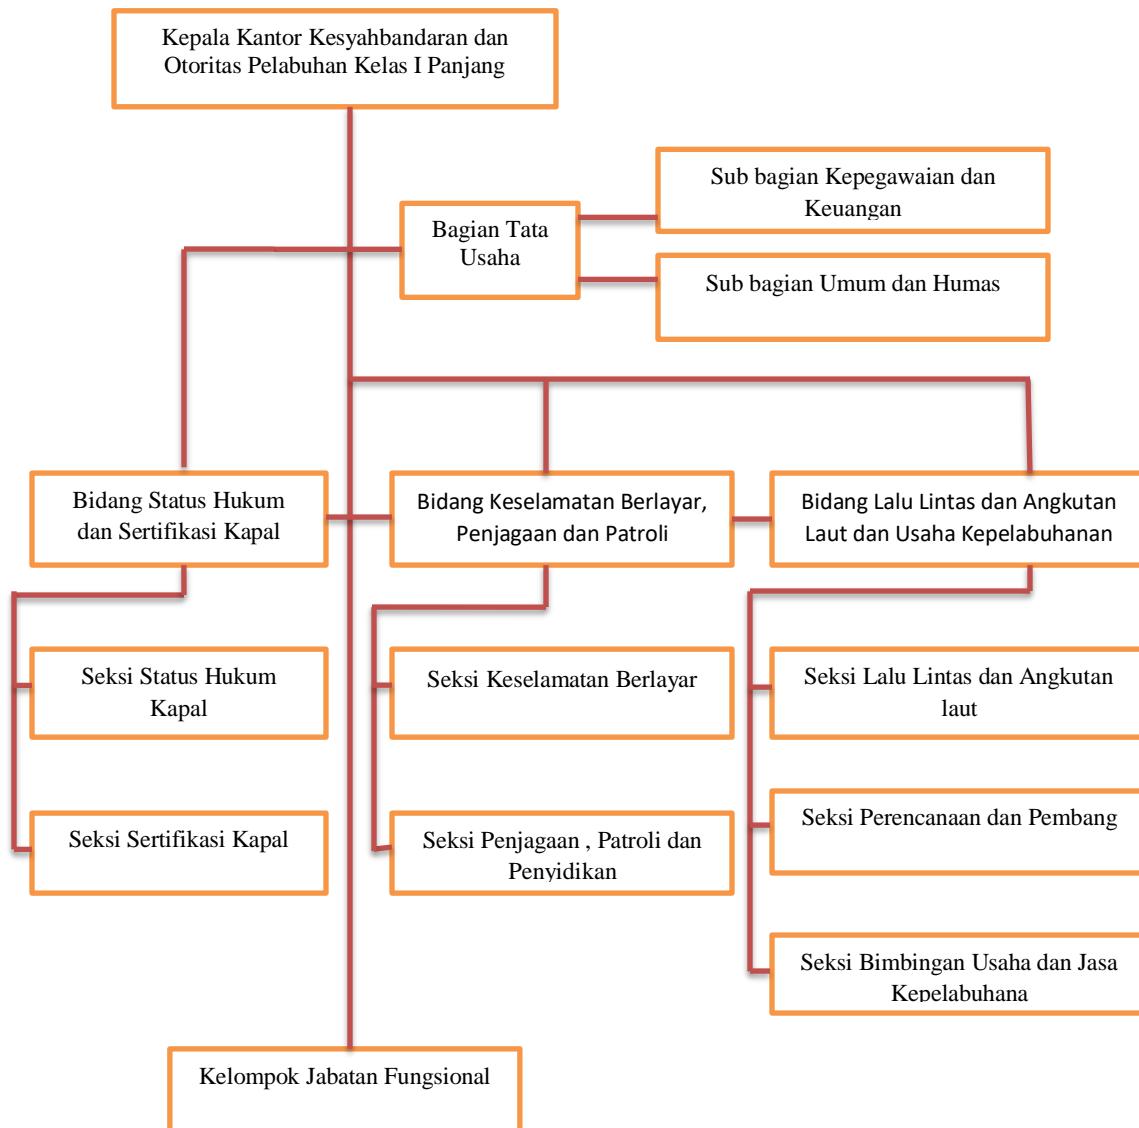 Kepala Kantor Kesyahbandaran dan
Otoritas Pelabuhan Kelas I Panjang
Sub bagian Kepegawaian dan
Keuangan
Bagian Tata
Usaha
Sub bagian Umum dan Humas
Bidang Status Hukum
dan Sertifikasi Kapal
Bidang Keselamatan Berlayar,
Penjagaan dan Patroli
Bidang Lalu Lintas dan Angkutan
Laut dan Usaha Kepelabuhanan
Seksi Status Hukum
Kapal
Seksi Keselamatan Berlayar
Seksi Lalu Lintas dan Angkutan
laut
Seksi Sertifikasi Kapal
Seksi Penjagaan , Patroli dan
Penyidikan
Seksi Perencanaan dan Pembang
Seksi Bimbingan Usaha dan Jasa
Kepelabuhana
Kelompok Jabatan Fungsional